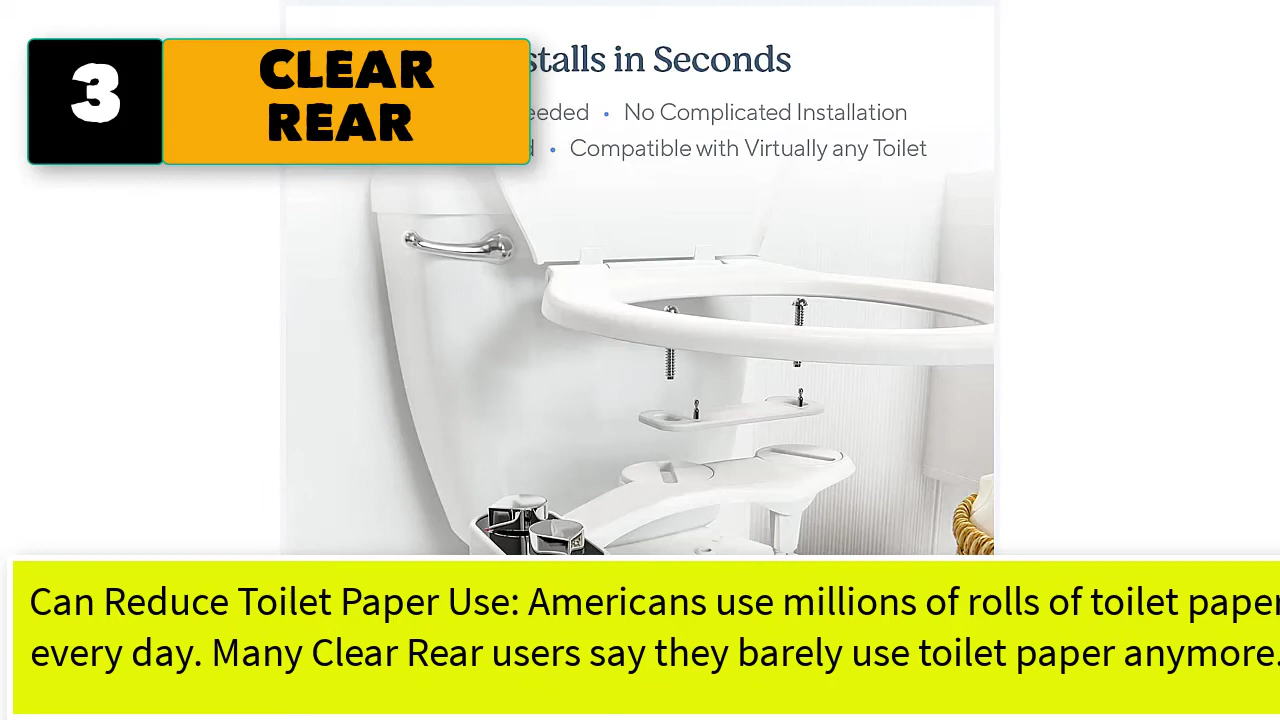 3
CLEAR
REAR
stalls in Seconds
eeded • No Complicated Installation
d • Compatible with Virtually any Toilet
Can Reduce Toilet Paper Use: Americans use millions of rolls of toilet paper
every day. Many Clear Rear users say they barely use toilet paper anymore.